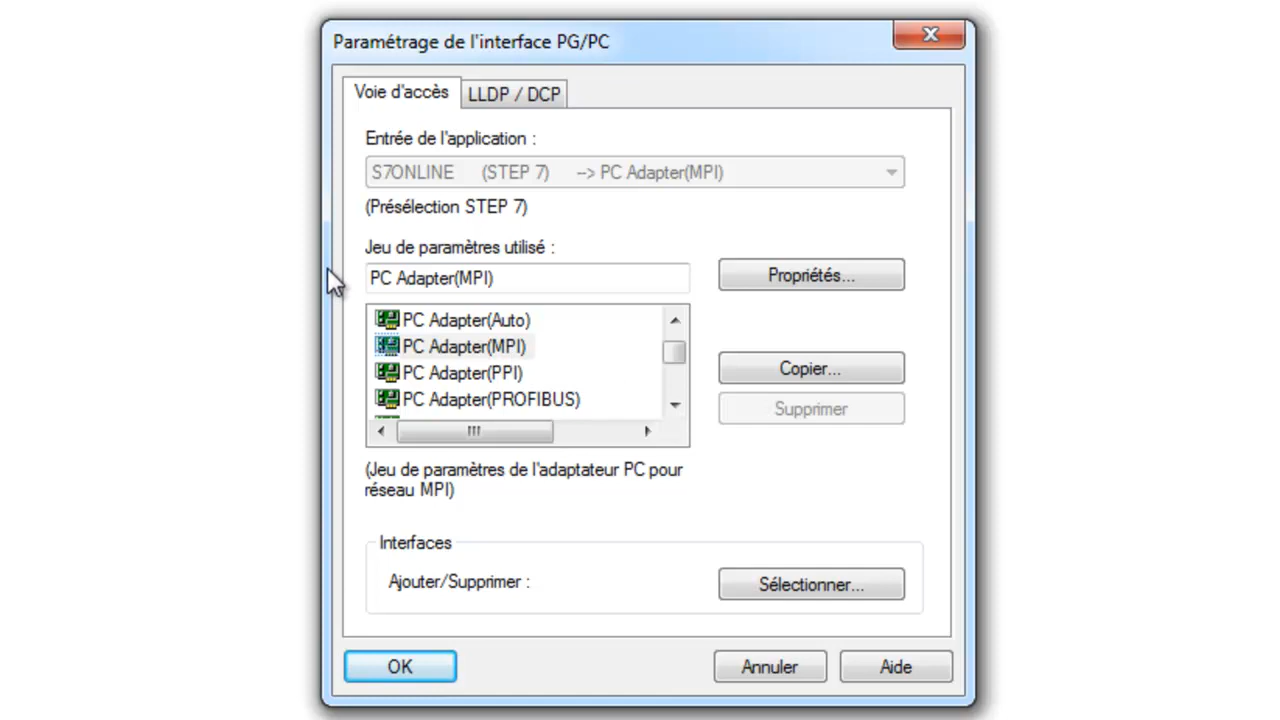 Paramétrage de l'interface PG/PC
Voie d'accès
LLDP / DCP
Entrée de l'application :
S7ONLINE (STEP 7) --> PC Adapter(MPI)
(Présélection STEP 7)
Jeu de paramètres utilisé :
PC Adapter(MPI)
Propriétés...
PC Adapter(Auto)
PC Adapter(MPI)
PC Adapter(PPI)
PC Adapter(PROFIBUS)
Copier...
Supprimer
(Jeu de paramètres de l'adaptateur PC pour
réseau MPI)
Interfaces
Ajouter/Supprimer :
Sélectionner...
OK
Annuler
Aide